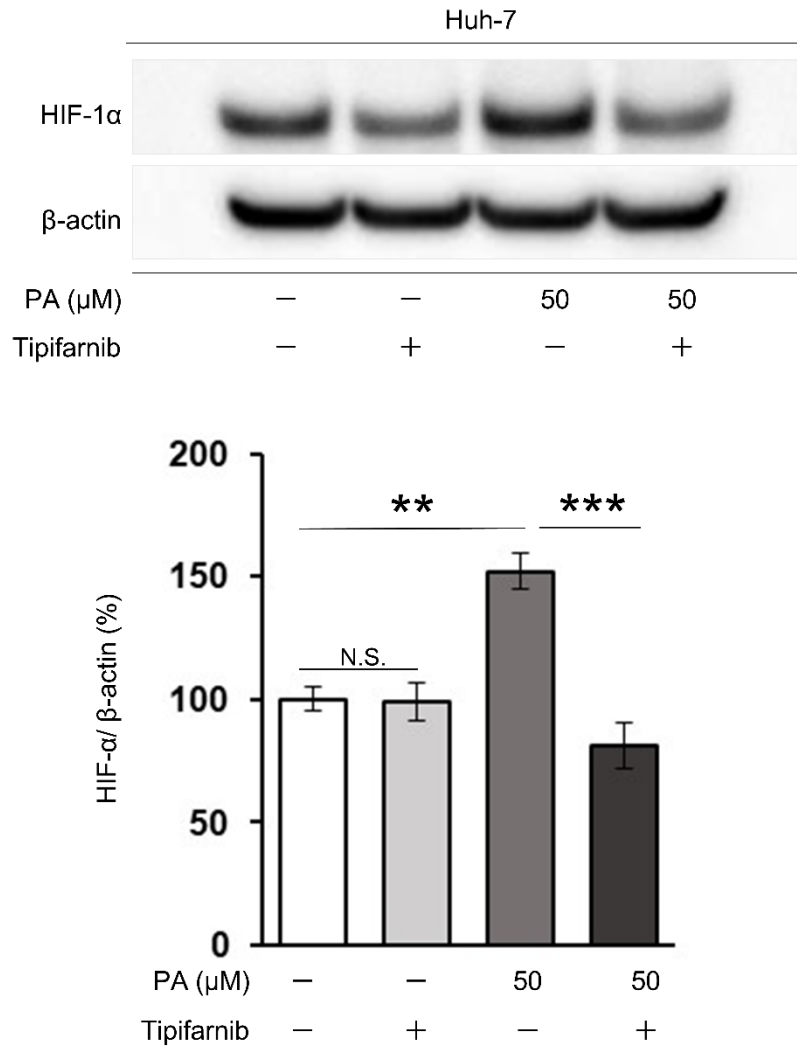 Huh-7
HIF-1α
β-actin
PA (μM) − − 50 50
Tipifarnib − + − +
200
** ***
150
N.S.
100
50
0
HIF-α/ β-actin (%)
PA (μM) − − 50 50
Tipifarnib − + − +